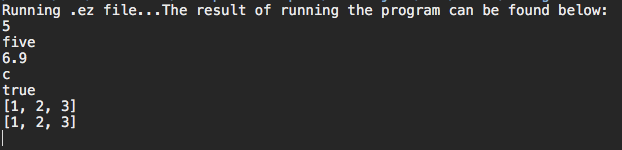 Running .ez file...The result of running the program can be found below:
5
five
6.9
c
true
[1, 2, 3]
[1, 2, 3]